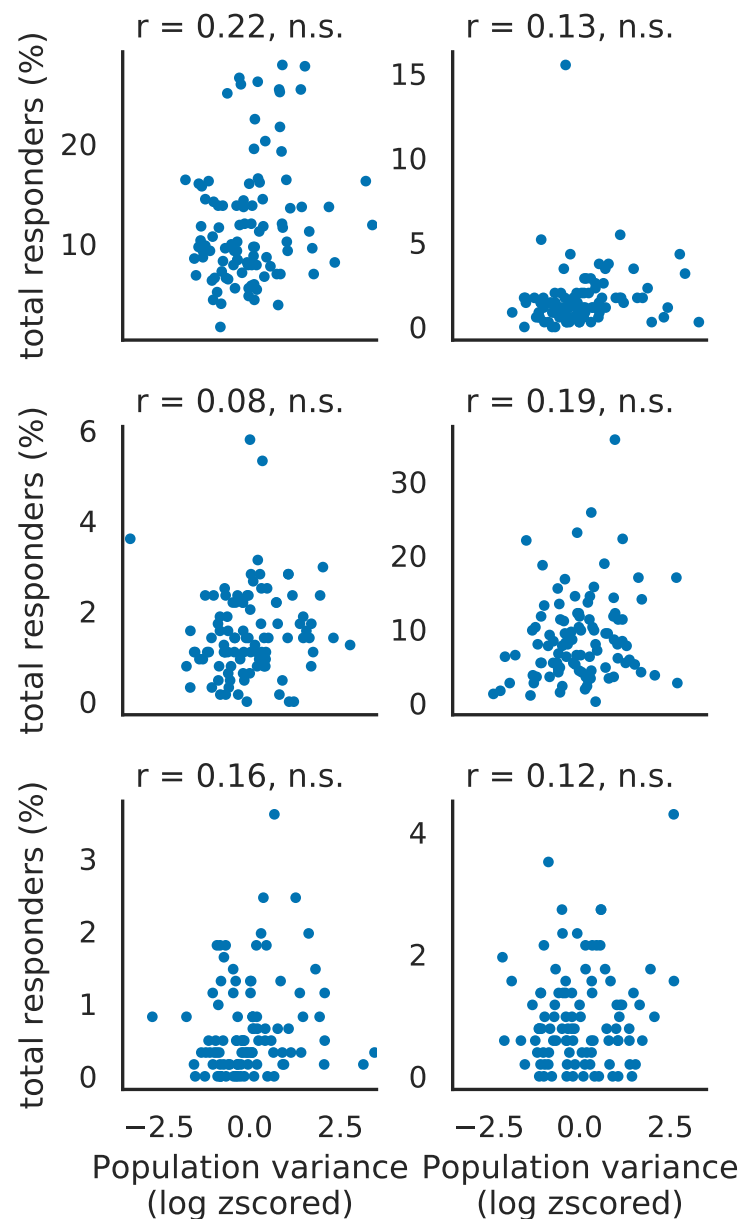 r = 0.22, n.s.
r = 0.13, n.s.
total responders (%)
20
10
15
10
5
0
r = 0.08, n.s.
r = 0.19, n.s.
total responders (%)
6
4
2
0
30
20
10
0
r = 0.16, n.s.
r = 0.12, n.s.
total responders (%)
3
2
1
0
4
2
0
−2.5 0.0 2.5
−2.5 0.0 2.5
Population variance
(log zscored)
Population variance
(log zscored)